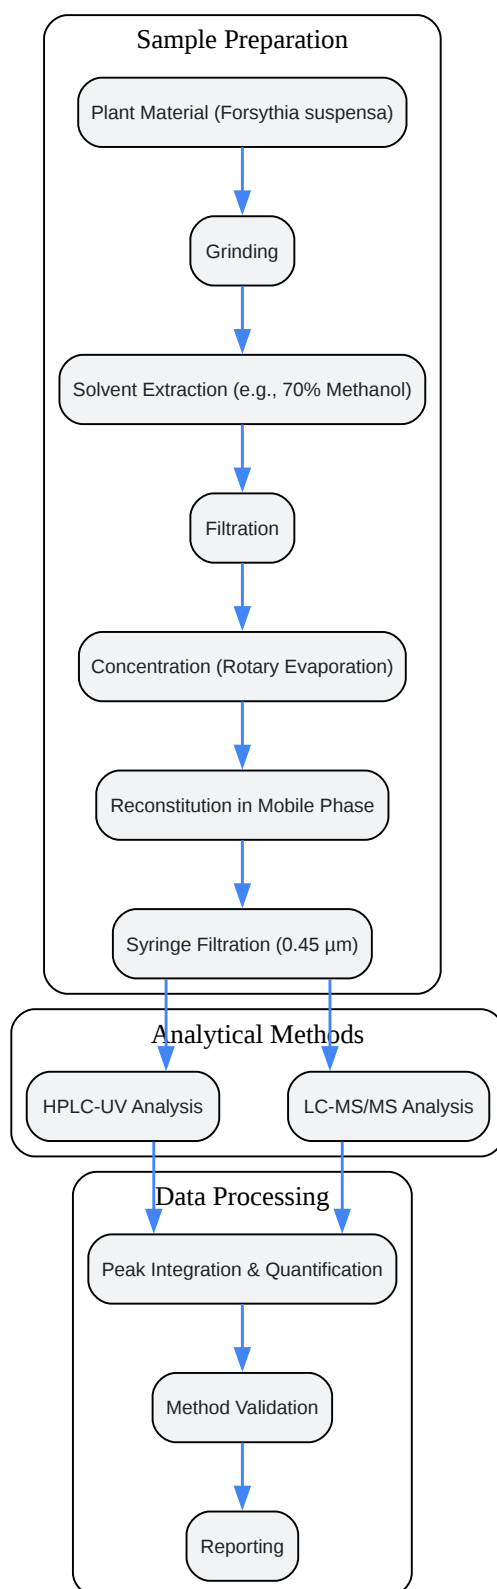 Sample Preparation
Plant Material (Forsythia suspensa)
Grinding
Solvent Extraction (e.g., 70% Methanol)
Filtration
Concentration (Rotary Evaporation)
Reconstitution in Mobile Phase
Syringe Filtration (0.45 µm)
Analytical Methods
HPLC-UV Analysis
LC-MS/MS Analysis
Data Processing
Peak Integration & Quantification
Method Validation
Reporting